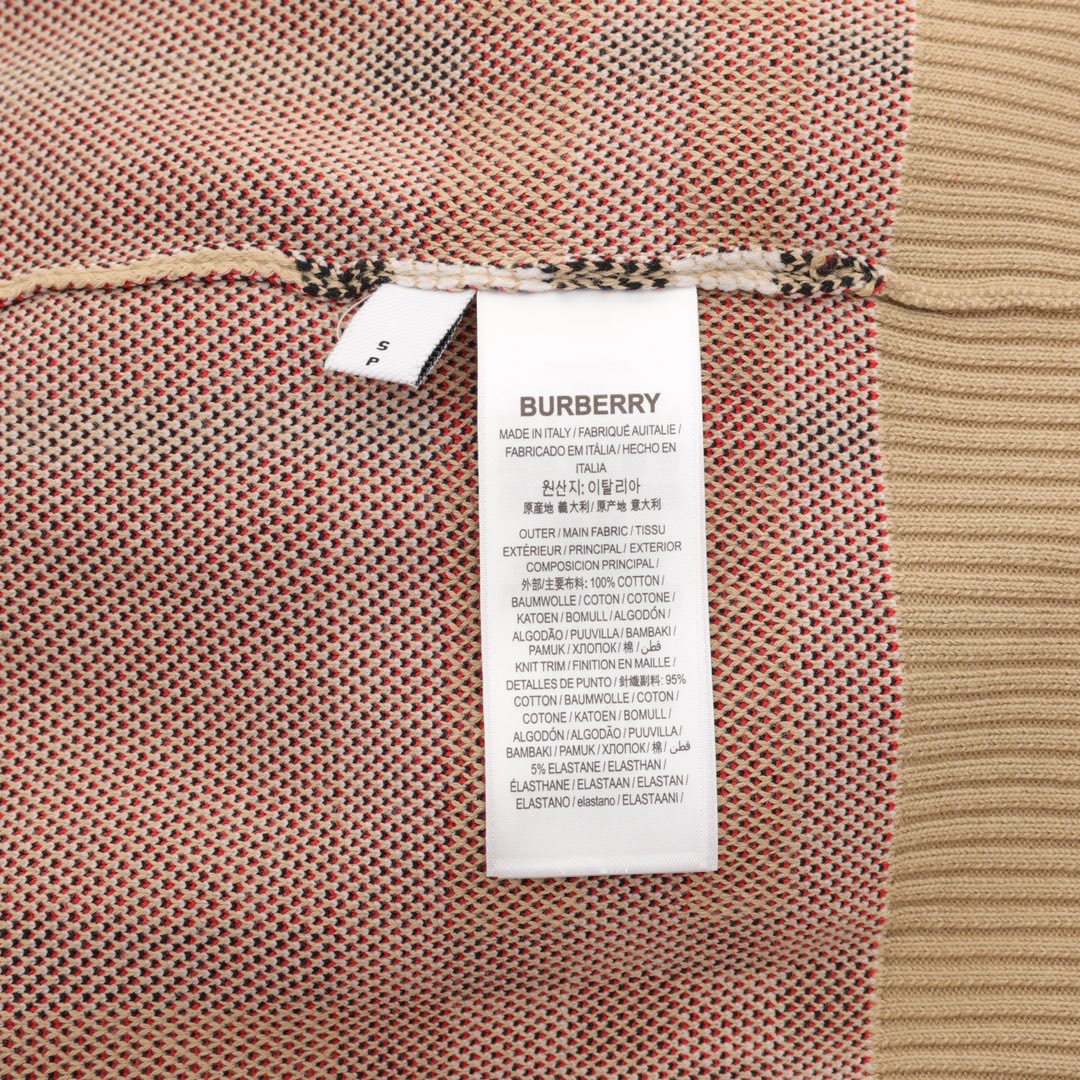 S
P
BURBERRY
MADE IN ITALY / FABRIQUÉ AUITALIE /
FABRICADO EM ITÁLIA / HECHO EN
ITALIA
원산지: 이탈리아
原産地 義大利 / 原产地 意大利
OUTER / MAIN FABRIC / TISSU
EXTÉRIEUR / PRINCIPAL / EXTERIOR
COMPOSICION PRINCIPAL /
外部/主要布料: 100% COTTON /
BAUMWOLLE / COTON / COTONE /
KATOEN / BOMULL / ALGODÓN /
ALGODÃO / PUUVILLA / BAMBAKI /
PAMUK / ХЛОПОК / 棉 / قطن /
KNIT TRIM / FINITION EN MAILLE /
DETALLES DE PUNTO / 針織副料: 95%
COTTON / BAUMWOLLE / COTON /
COTONE / KATOEN / BOMULL /
ALGODÓN / ALGODÃO / PUUVILLA /
BAMBAKI / PAMUK / ХЛОПОК / 棉 / قطن
5% ELASTANE / ELASTHAN /
ÉLASTHANE / ELASTAAN / ELASTAN /
ELASTANO / elastano / ELASTAANI /